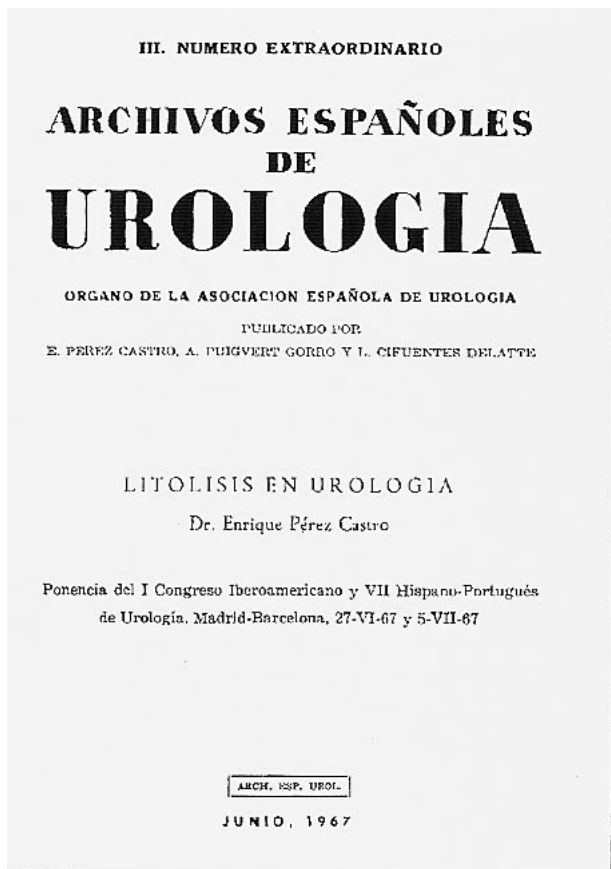 III. NUMERO EXTRAORDINARIO
ARCHIVOS ESPAÑOLES
DE
UROLOGIA
ORGANO DE LA ASOCIACION ESPAÑOLA DE UROLOGIA
PUBLICADO POR
E. PEREZ CASTRO, A. PUIGVERT GORRO Y L. CIFUENTES DELATTE
LITOLISIS EN UROLOGIA
Dr. Enrique Pérez Castro
Ponencia del I Congreso Iberoamericano y VII Hispano-Portugués
de Urología. Madrid-Barcelona, 27-VI-67 y 5-VII-67
ARCH. ESP. UROL.
JUNIO, 1967